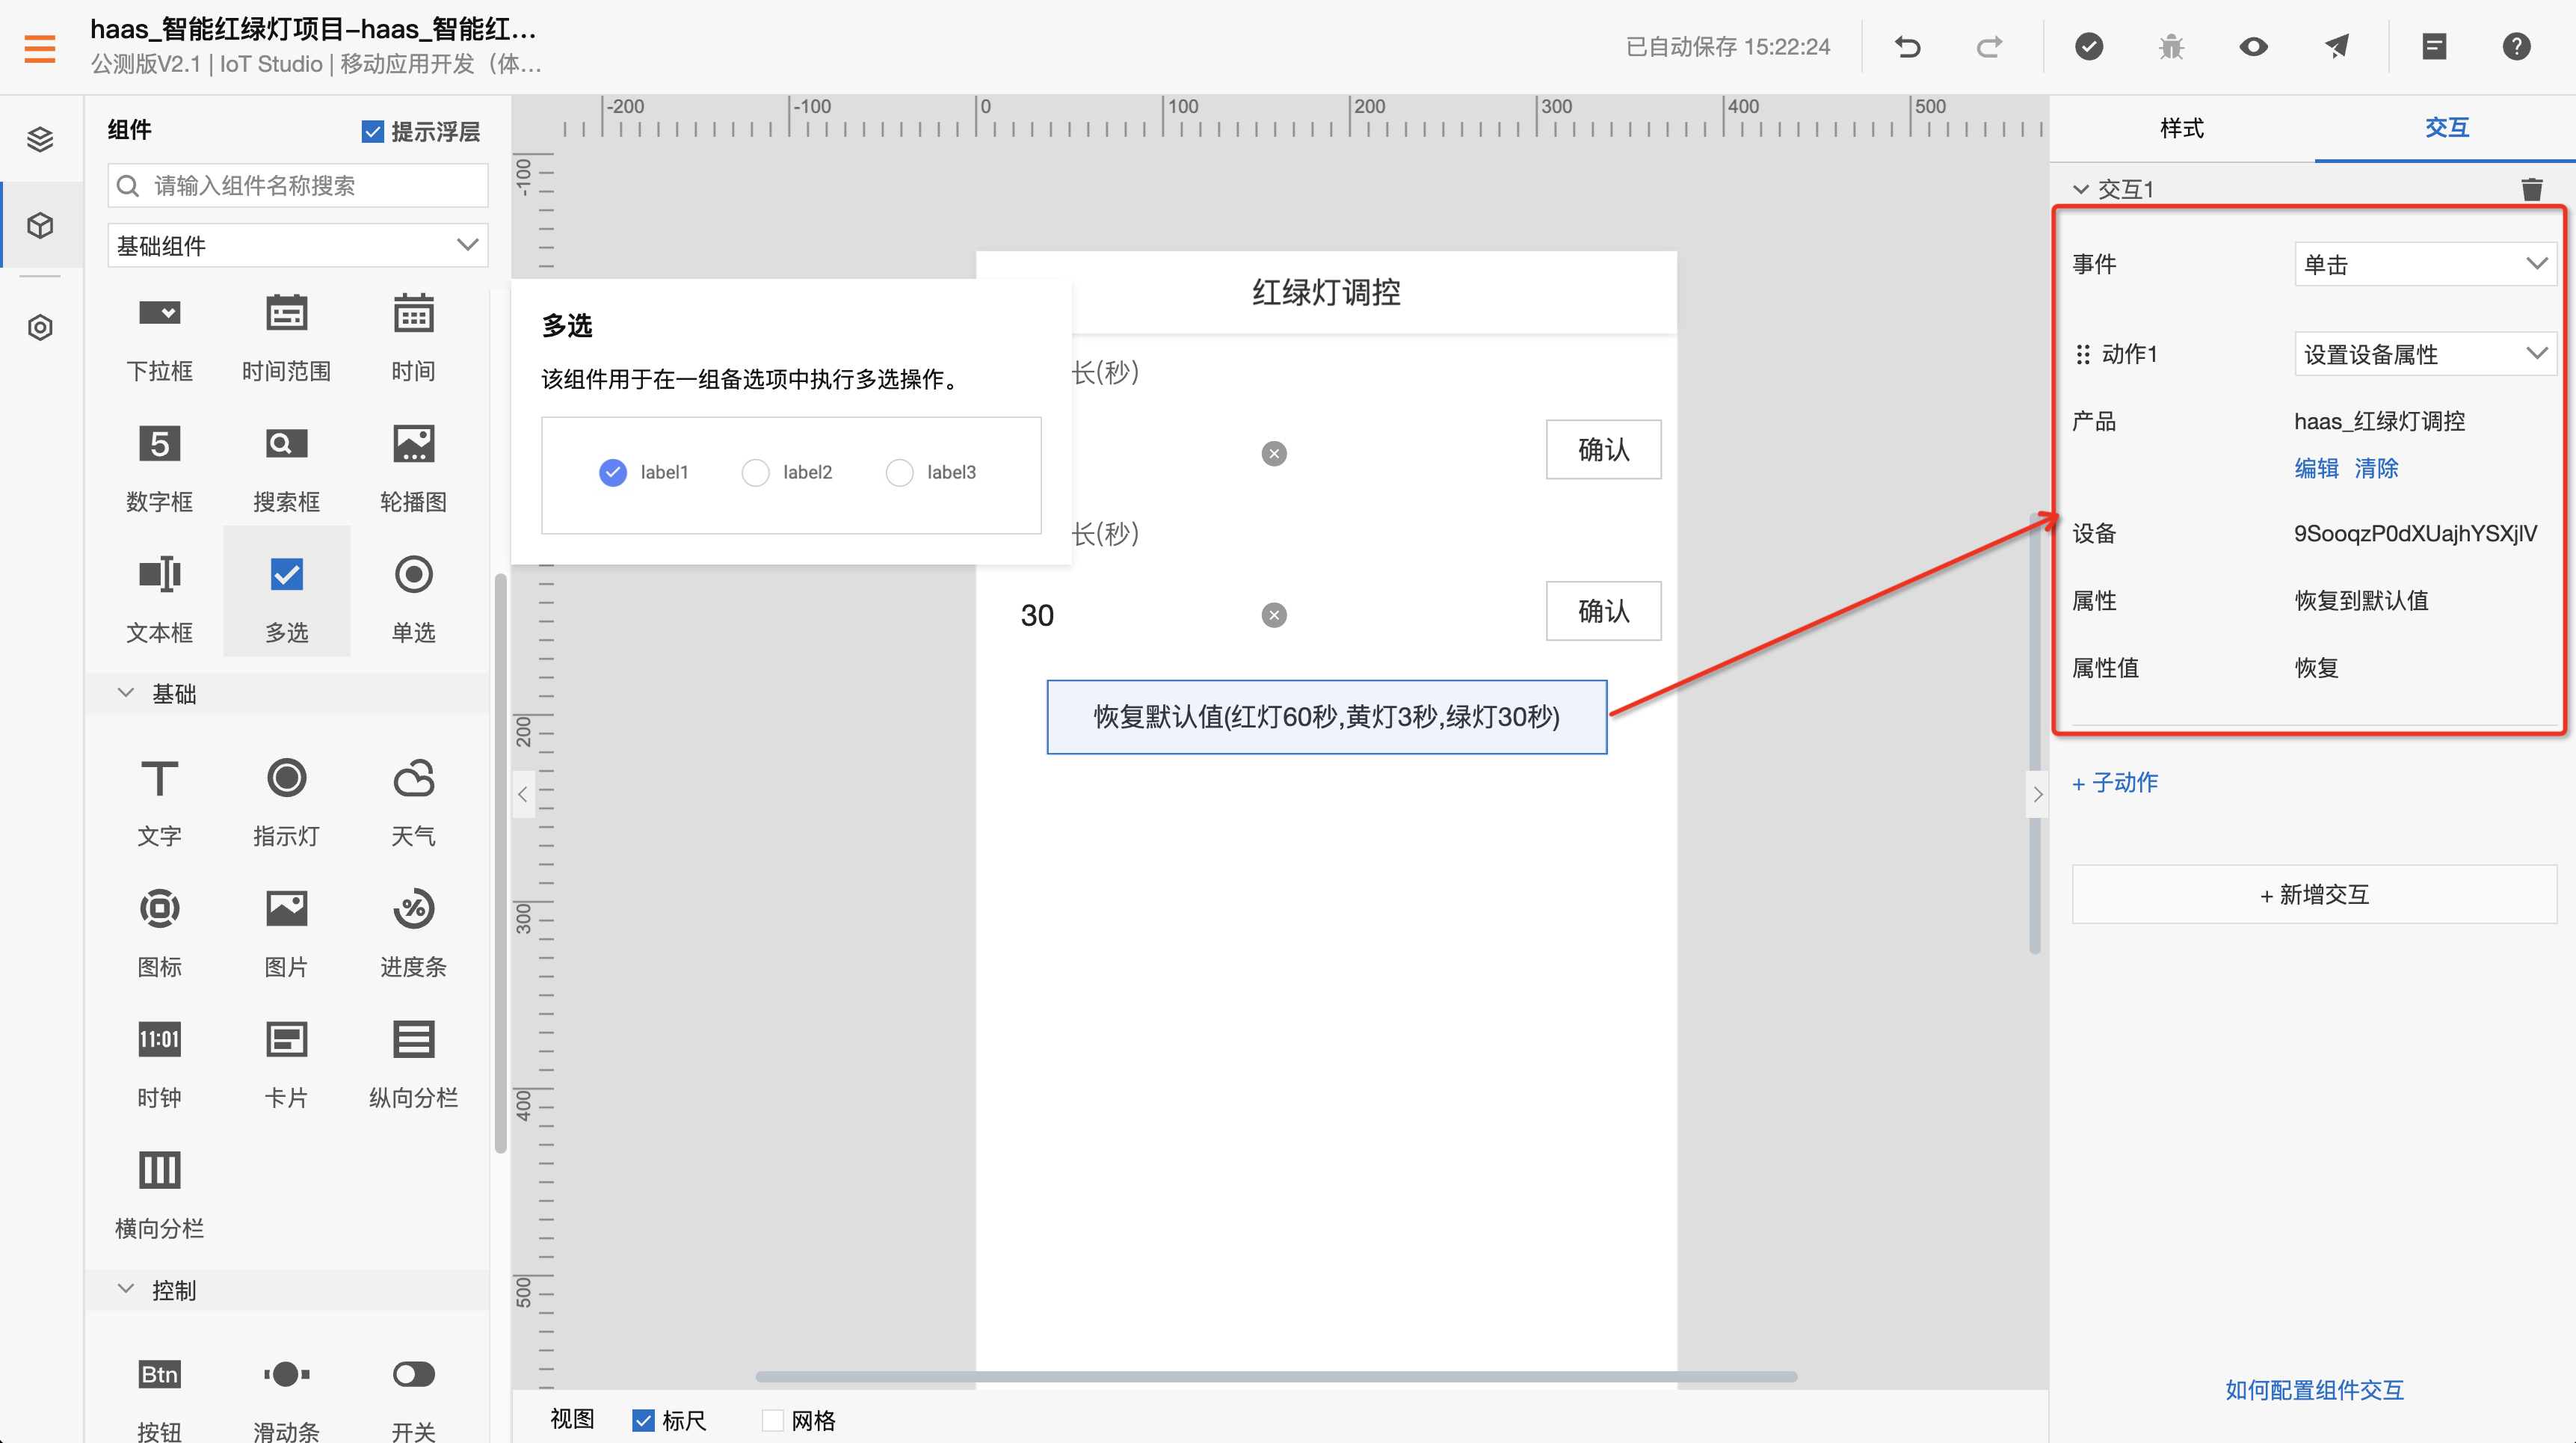 haas_智能红绿灯项目–haas_智能红...
公测版V2.1 | IoT Studio | 移动应用开发（体...
已自动保存 15:22:24
组件
提示浮层
请输入组件名称搜索
基础组件
下拉框
时间范围
时间
5
数字框
搜索框
轮播图
文本框
多选
单选
基础
文字
指示灯
天气
图标
图片
%
进度条
11:01
时钟
卡片
纵向分栏
横向分栏
控制
Btn
按钮
滑动条
开关
-200
-100
0
100
200
300
400
500
-100
200
300
400
500
多选
该组件用于在一组备选项中执行多选操作。
label1
label2
label3
红绿灯调控
长(秒)
确认
长(秒)
30
确认
恢复默认值(红灯60秒,黄灯3秒,绿灯30秒)
视图
标尺
网格
样式
交互
交互1
事件
单击
动作1
设置设备属性
产品
haas_红绿灯调控
编辑 清除
设备
9SooqzP0dXUajhYSXjlV
属性
恢复到默认值
属性值
恢复
+ 子动作
+ 新增交互
如何配置组件交互